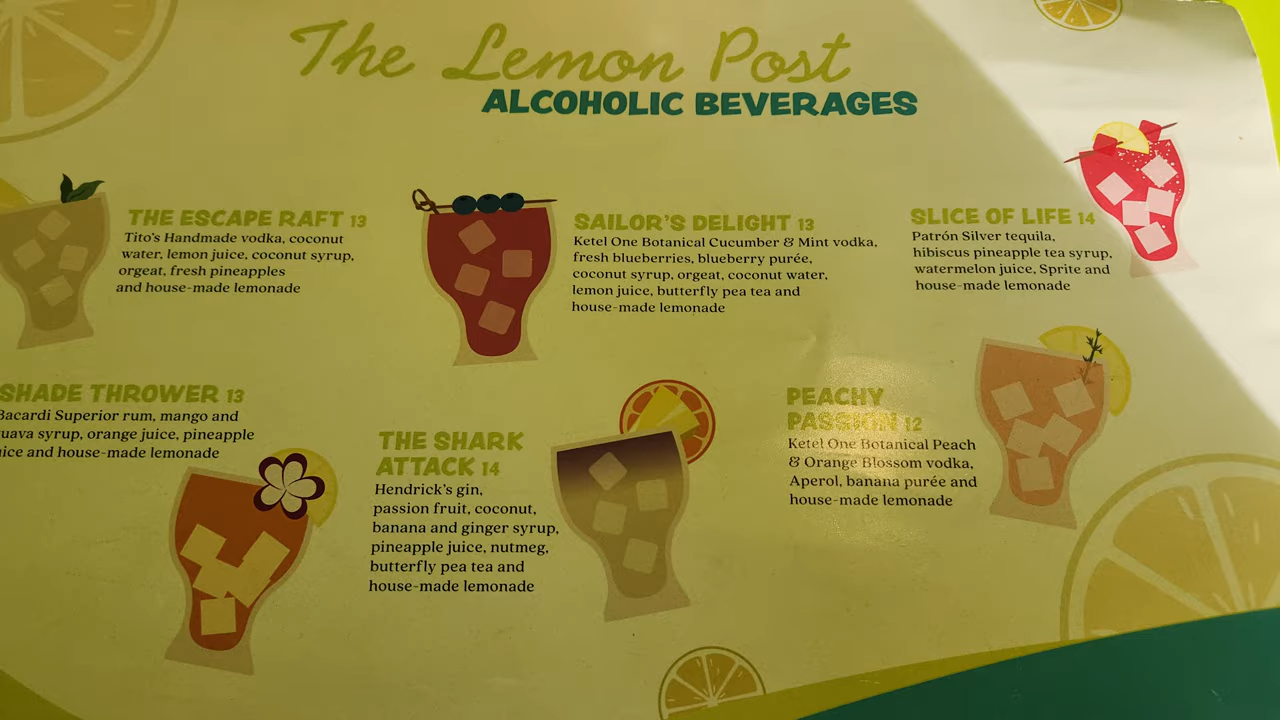 The Lemon Post
ALCOHOLIC BEVERAGES
THE ESCAPE RAFT 13
Tito's Handmade vodka, coconut
water, lemon juice, coconut syrup,
orgeat, fresh pineapples
and house-made lemonade
SAILOR'S DELIGHT 13
Ketel One Botanical Cucumber & Mint vodka,
fresh blueberries, blueberry purée,
coconut syrup, orgeat, coconut water,
lemon juice, butterfly pea tea and
house-made lemonade
SLICE OF LIFE 14
Patrón Silver tequila,
hibiscus pineapple tea syrup,
watermelon juice, Sprite and
house-made lemonade
SHADE THROWER 13
Bacardi Superior rum, mango and
uava syrup, orange juice, pineapple
uice and house-made lemonade
THE SHARK
ATTACK 14
Hendrick's gin,
passion fruit, coconut,
banana and ginger syrup,
pineapple juice, nutmeg,
butterfly pea tea and
house-made lemonade
PEACHY
PASSION 12
Ketel One Botanical Peach
& Orange Blossom vodka,
Aperol, banana purée and
house-made lemonade